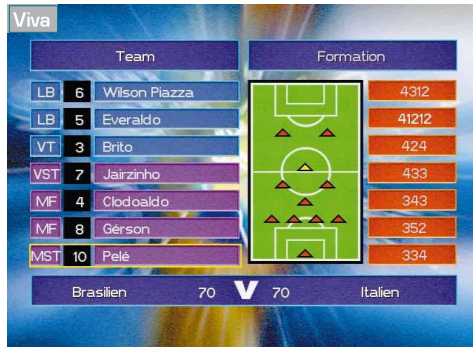 Viva
Team
Formation
LB 6 Wilson Piazza
4312
LB 5 Everaldo
41212
VT 3 Brito
424
VST 7 Jairzinho
433
MF 4 Clodoaldo
343
MF 8 Gérson
352
MST 10 Pelé
334
Brasilien 70 V 70 Italien